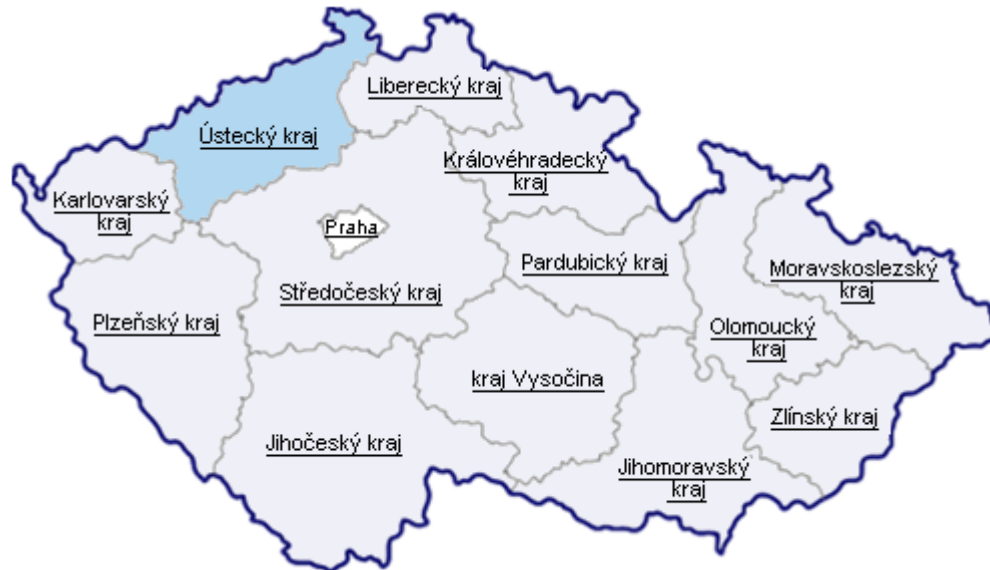 Liberecký kraj
Ústecký kraj
Královéhradecký
kraj
Karlovarský
kraj
Praha
Pardubický kraj
Moravskoslezský
kraj
Středočeský kraj
Plzeňský kraj
Olomoucký
kraj
kraj Vysočina
Zlínský kraj
Jihočeský kraj
Jihomoravský
kraj